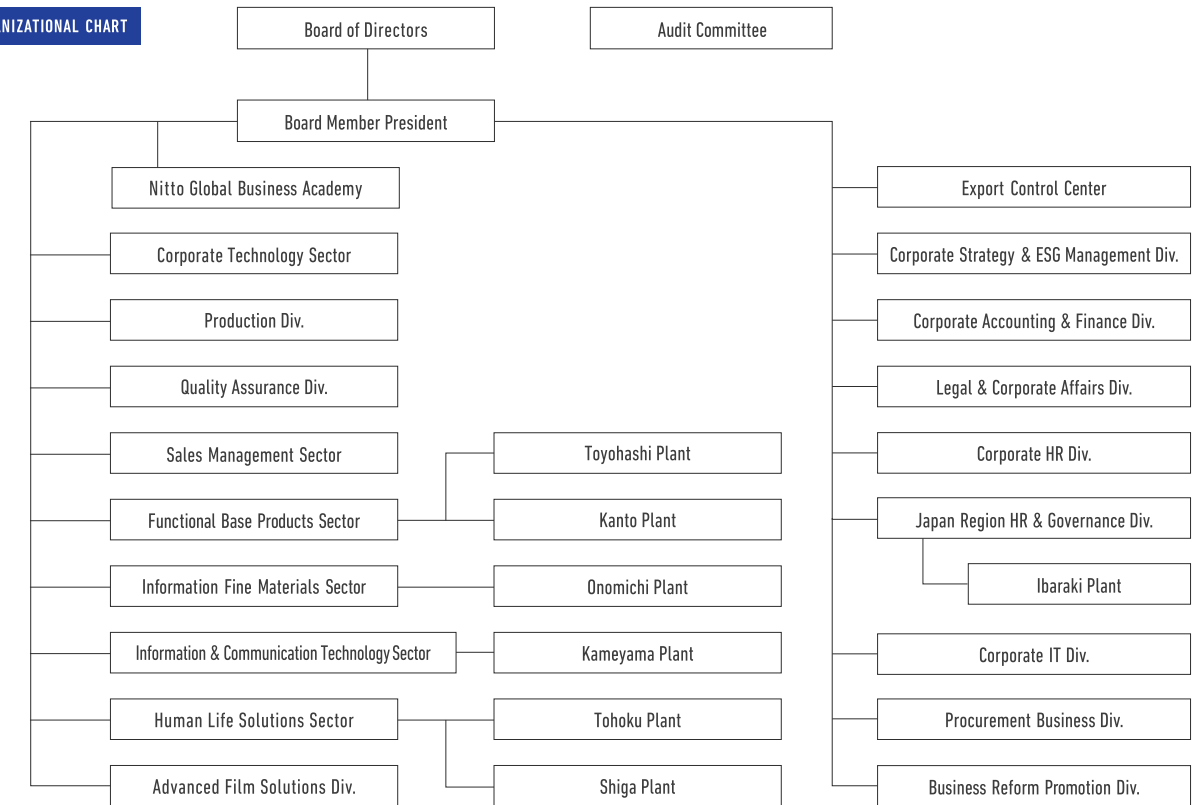 ANIZATIONAL CHART
Board of Directors
Audit Committee
Board Member President
Nitto Global Business Academy
Corporate Technology Sector
Production Div.
Quality Assurance Div.
Sales Management Sector
Functional Base Products Sector
Information Fine Materials Sector
Information & Communication Technology Sector
Human Life Solutions Sector
Advanced Film Solutions Div.
Toyohashi Plant
Kanto Plant
Onomichi Plant
Kameyama Plant
Tohoku Plant
Shiga Plant
Export Control Center
Corporate Strategy & ESG Management Div.
Corporate Accounting & Finance Div.
Legal & Corporate Affairs Div.
Corporate HR Div.
Japan Region HR & Governance Div.
Ibaraki Plant
Corporate IT Div.
Procurement Business Div.
Business Reform Promotion Div.